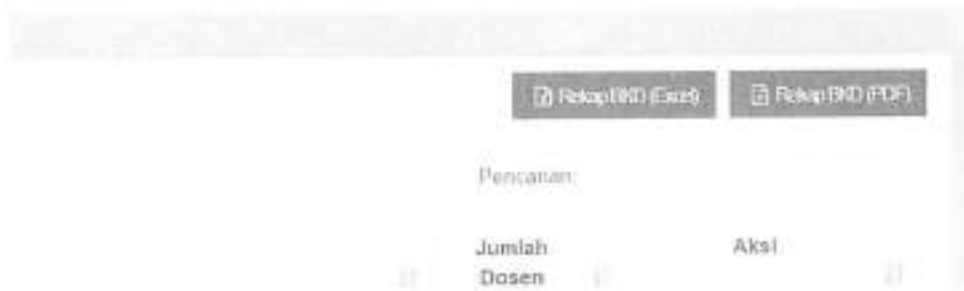 Rekap BKD (Excel) Rekap BKD (PDF)
Pencarian:
Jumlah Aksi
Dosen